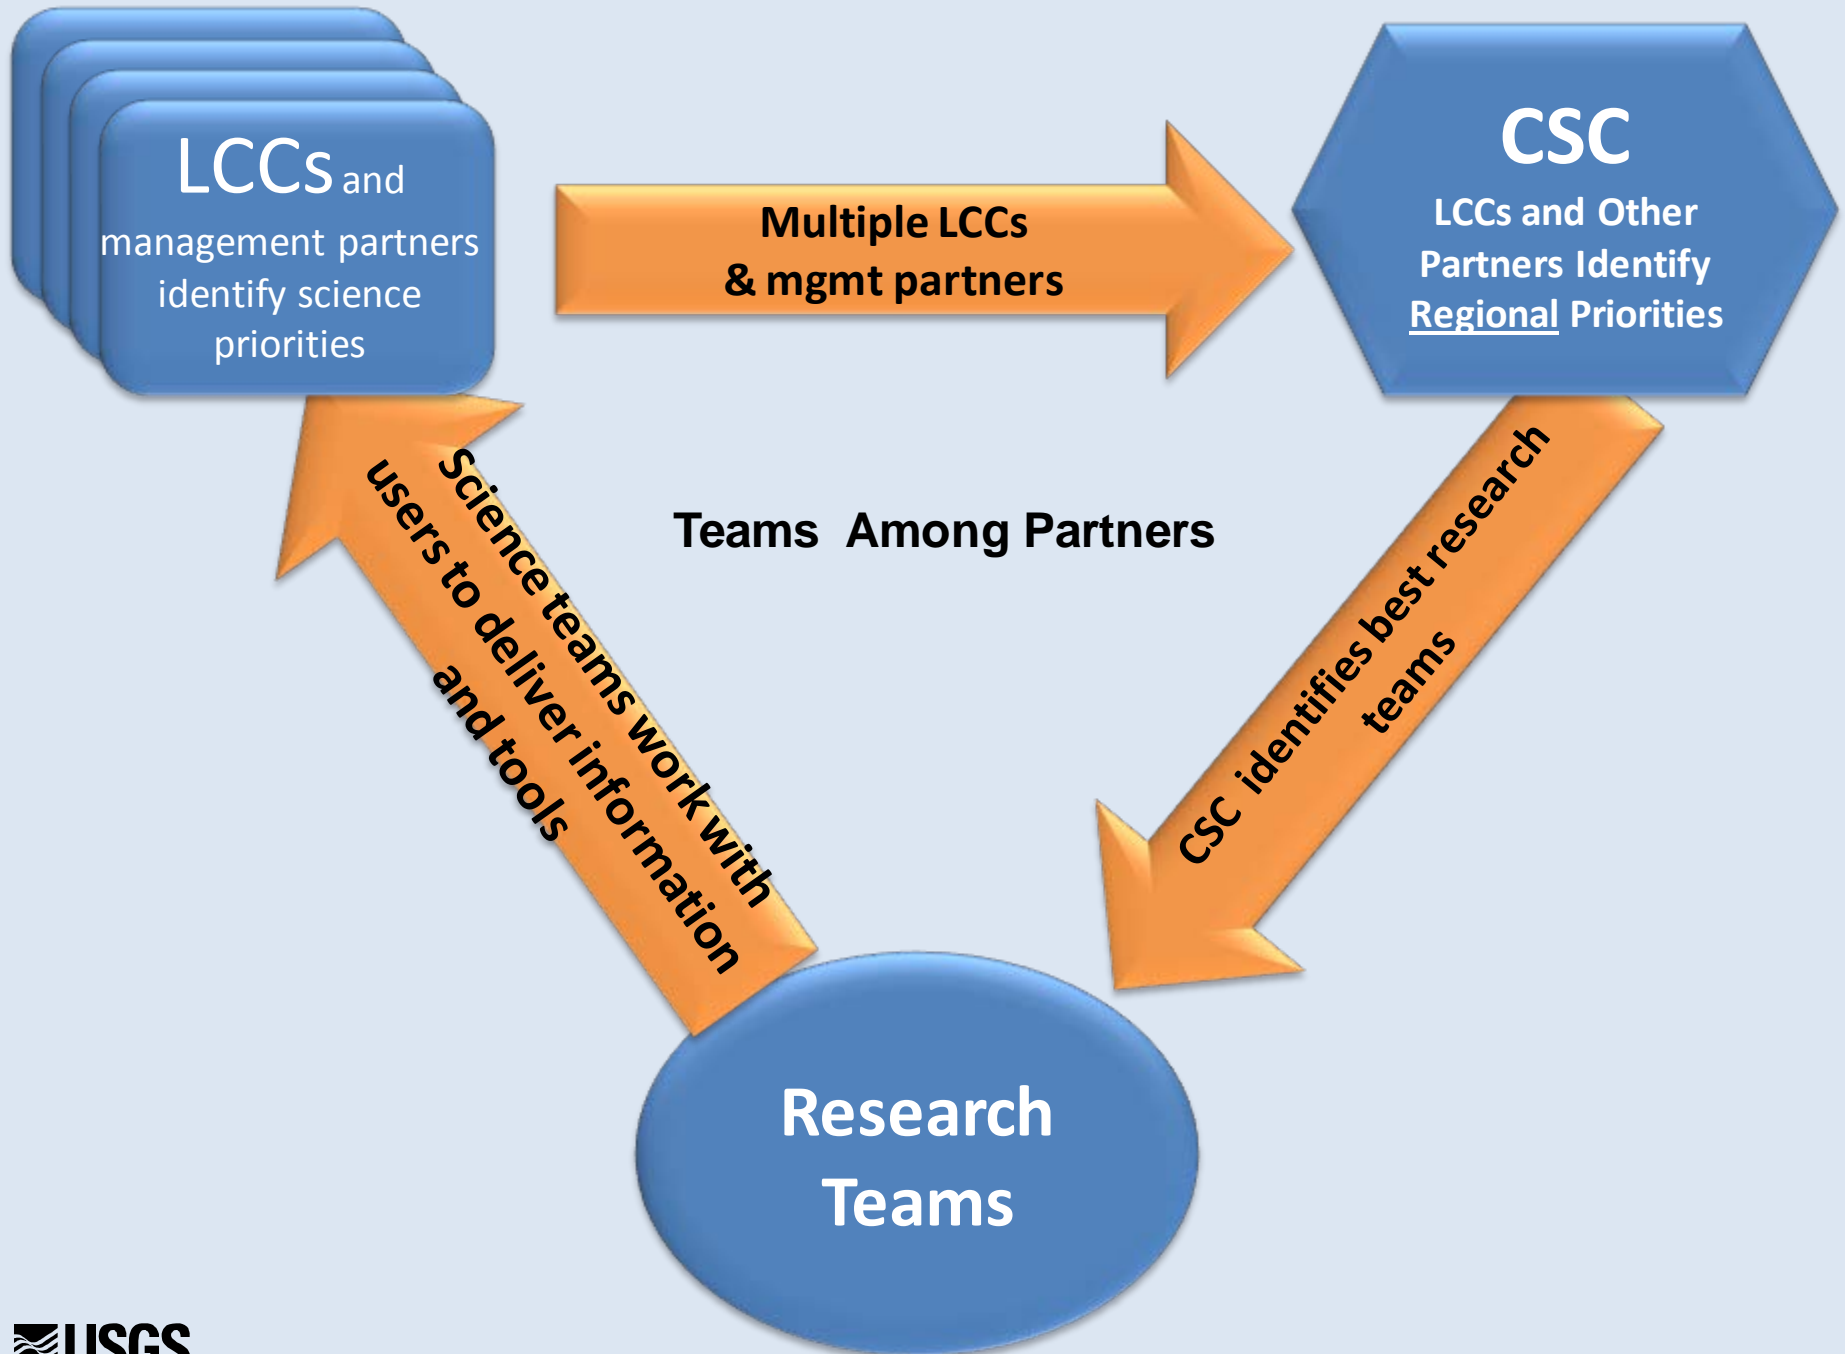 LCCs and
management partners
identify science
priorities
Multiple LCCs
& mgmt partners
CSC
LCCs and Other
Partners Identify
Regional Priorities
Teams  Among Partners
Science teams work with
users to deliver information
and tools
CSC  identifies best research
teams
Research
Teams
USGS